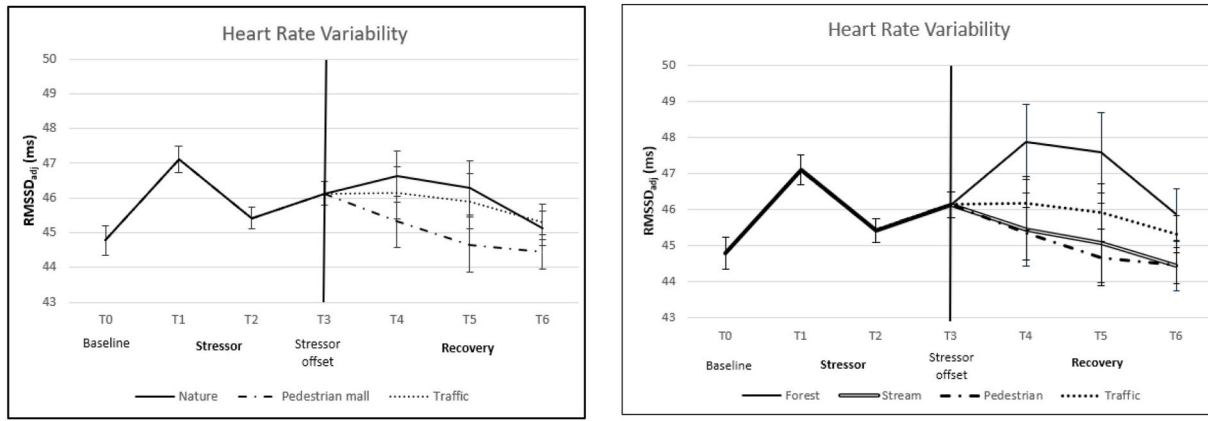 Heart Rate Variability
RMSSDadj (ms)
50
49
48
47
46
45
44
43
T0 T1 T2 T3 T4 T5 T6
Baseline Stressor Stressor Recovery
offset
Nature Pedestrian mall Traffic
Heart Rate Variability
RMSSDadj (ms)
50
49
48
47
46
45
44
43
T0 T1 T2 T3 T4 T5 T6
Baseline Stressor Stressor Recovery
offset
Forest Stream Pedestrian Traffic